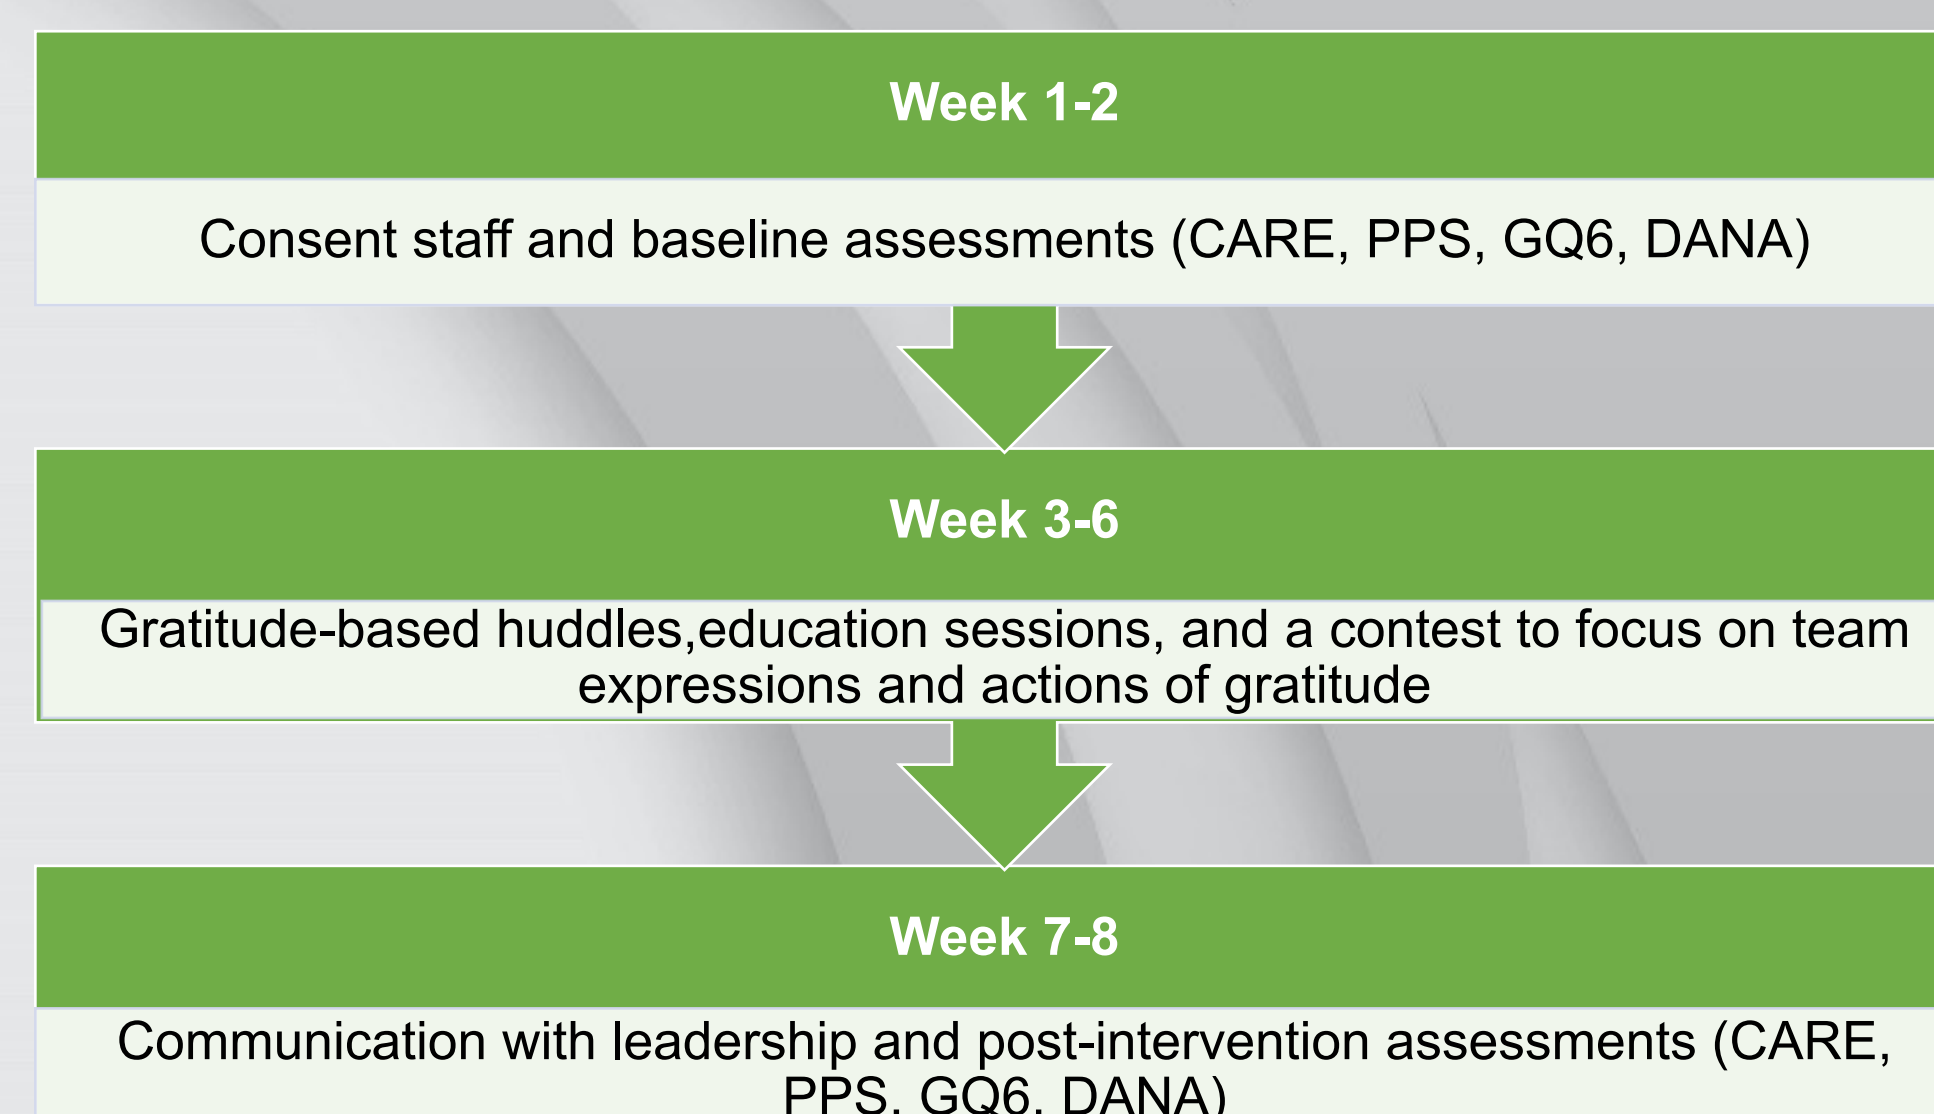 Week 1-2
Consent staff and baseline assessments (CARE, PPS, GQ6, DANA)
Week 3-6
Gratitude-based huddles,education sessions, and a contest to focus on team
expressions and actions of gratitude
Week 7-8
Communication with leadership and post-intervention assessments (CARE,
PPS, GQ6, DANA)